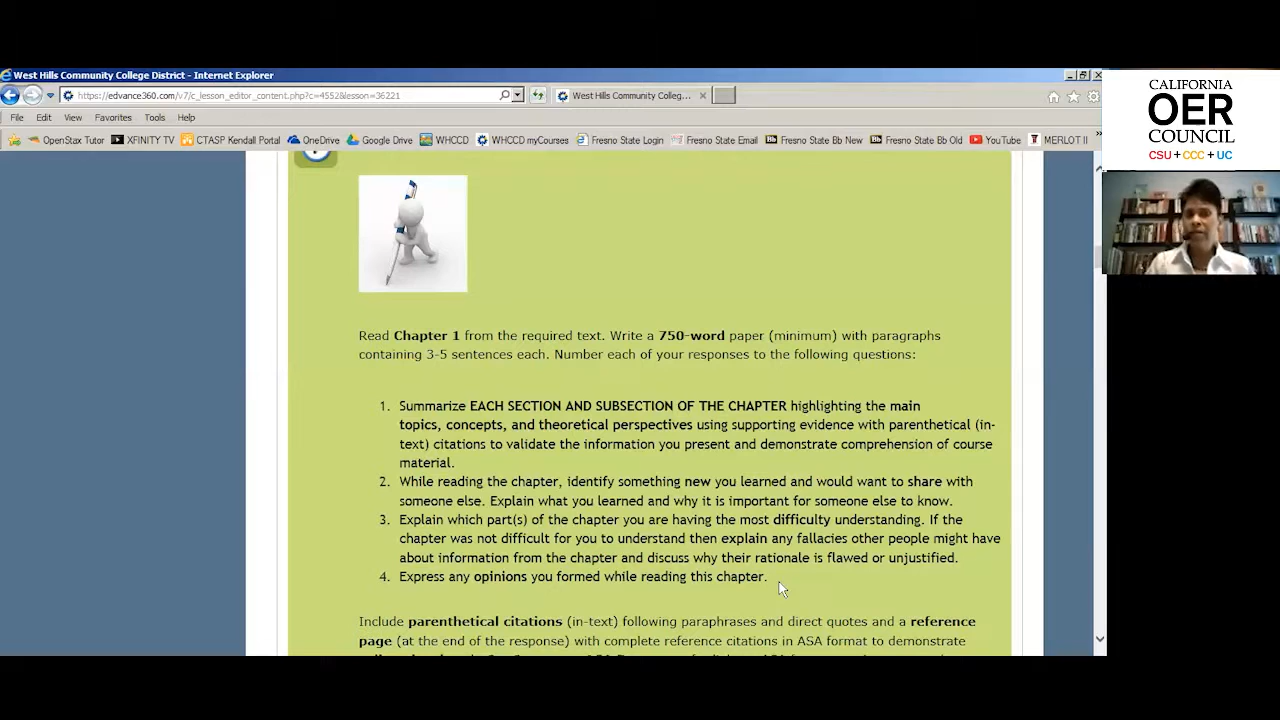 West Hills Community College District - Internet Explorer
https://edvance360.com/v7/c_lesson_editor_content.php?c=4552&lesson=36221
West Hills Community Colleg...
File Edit View Favorites Tools Help
OpenStax Tutor XFINITY TV CTASP Kendall Portal OneDrive Google Drive WHCCD WHCCD myCourses Fresno State Login Fresno State Email Bb Fresno State Bb New Bb Fresno State Bb Old YouTube MERLOT II
CALIFORNIA
OER
COUNCIL
CSU + CCC + UC
Read Chapter 1 from the required text. Write a 750-word paper (minimum) with paragraphs
containing 3-5 sentences each. Number each of your responses to the following questions:
1. Summarize EACH SECTION AND SUBSECTION OF THE CHAPTER highlighting the main
topics, concepts, and theoretical perspectives using supporting evidence with parenthetical (in-
text) citations to validate the information you present and demonstrate comprehension of course
material.
2. While reading the chapter, identify something new you learned and would want to share with
someone else. Explain what you learned and why it is important for someone else to know.
3. Explain which part(s) of the chapter you are having the most difficulty understanding. If the
chapter was not difficult for you to understand then explain any fallacies other people might have
about information from the chapter and discuss why their rationale is flawed or unjustified.
4. Express any opinions you formed while reading this chapter.
Include parenthetical citations (in-text) following paraphrases and direct quotes and a reference
page (at the end of the response) with complete reference citations in ASA format to demonstrate